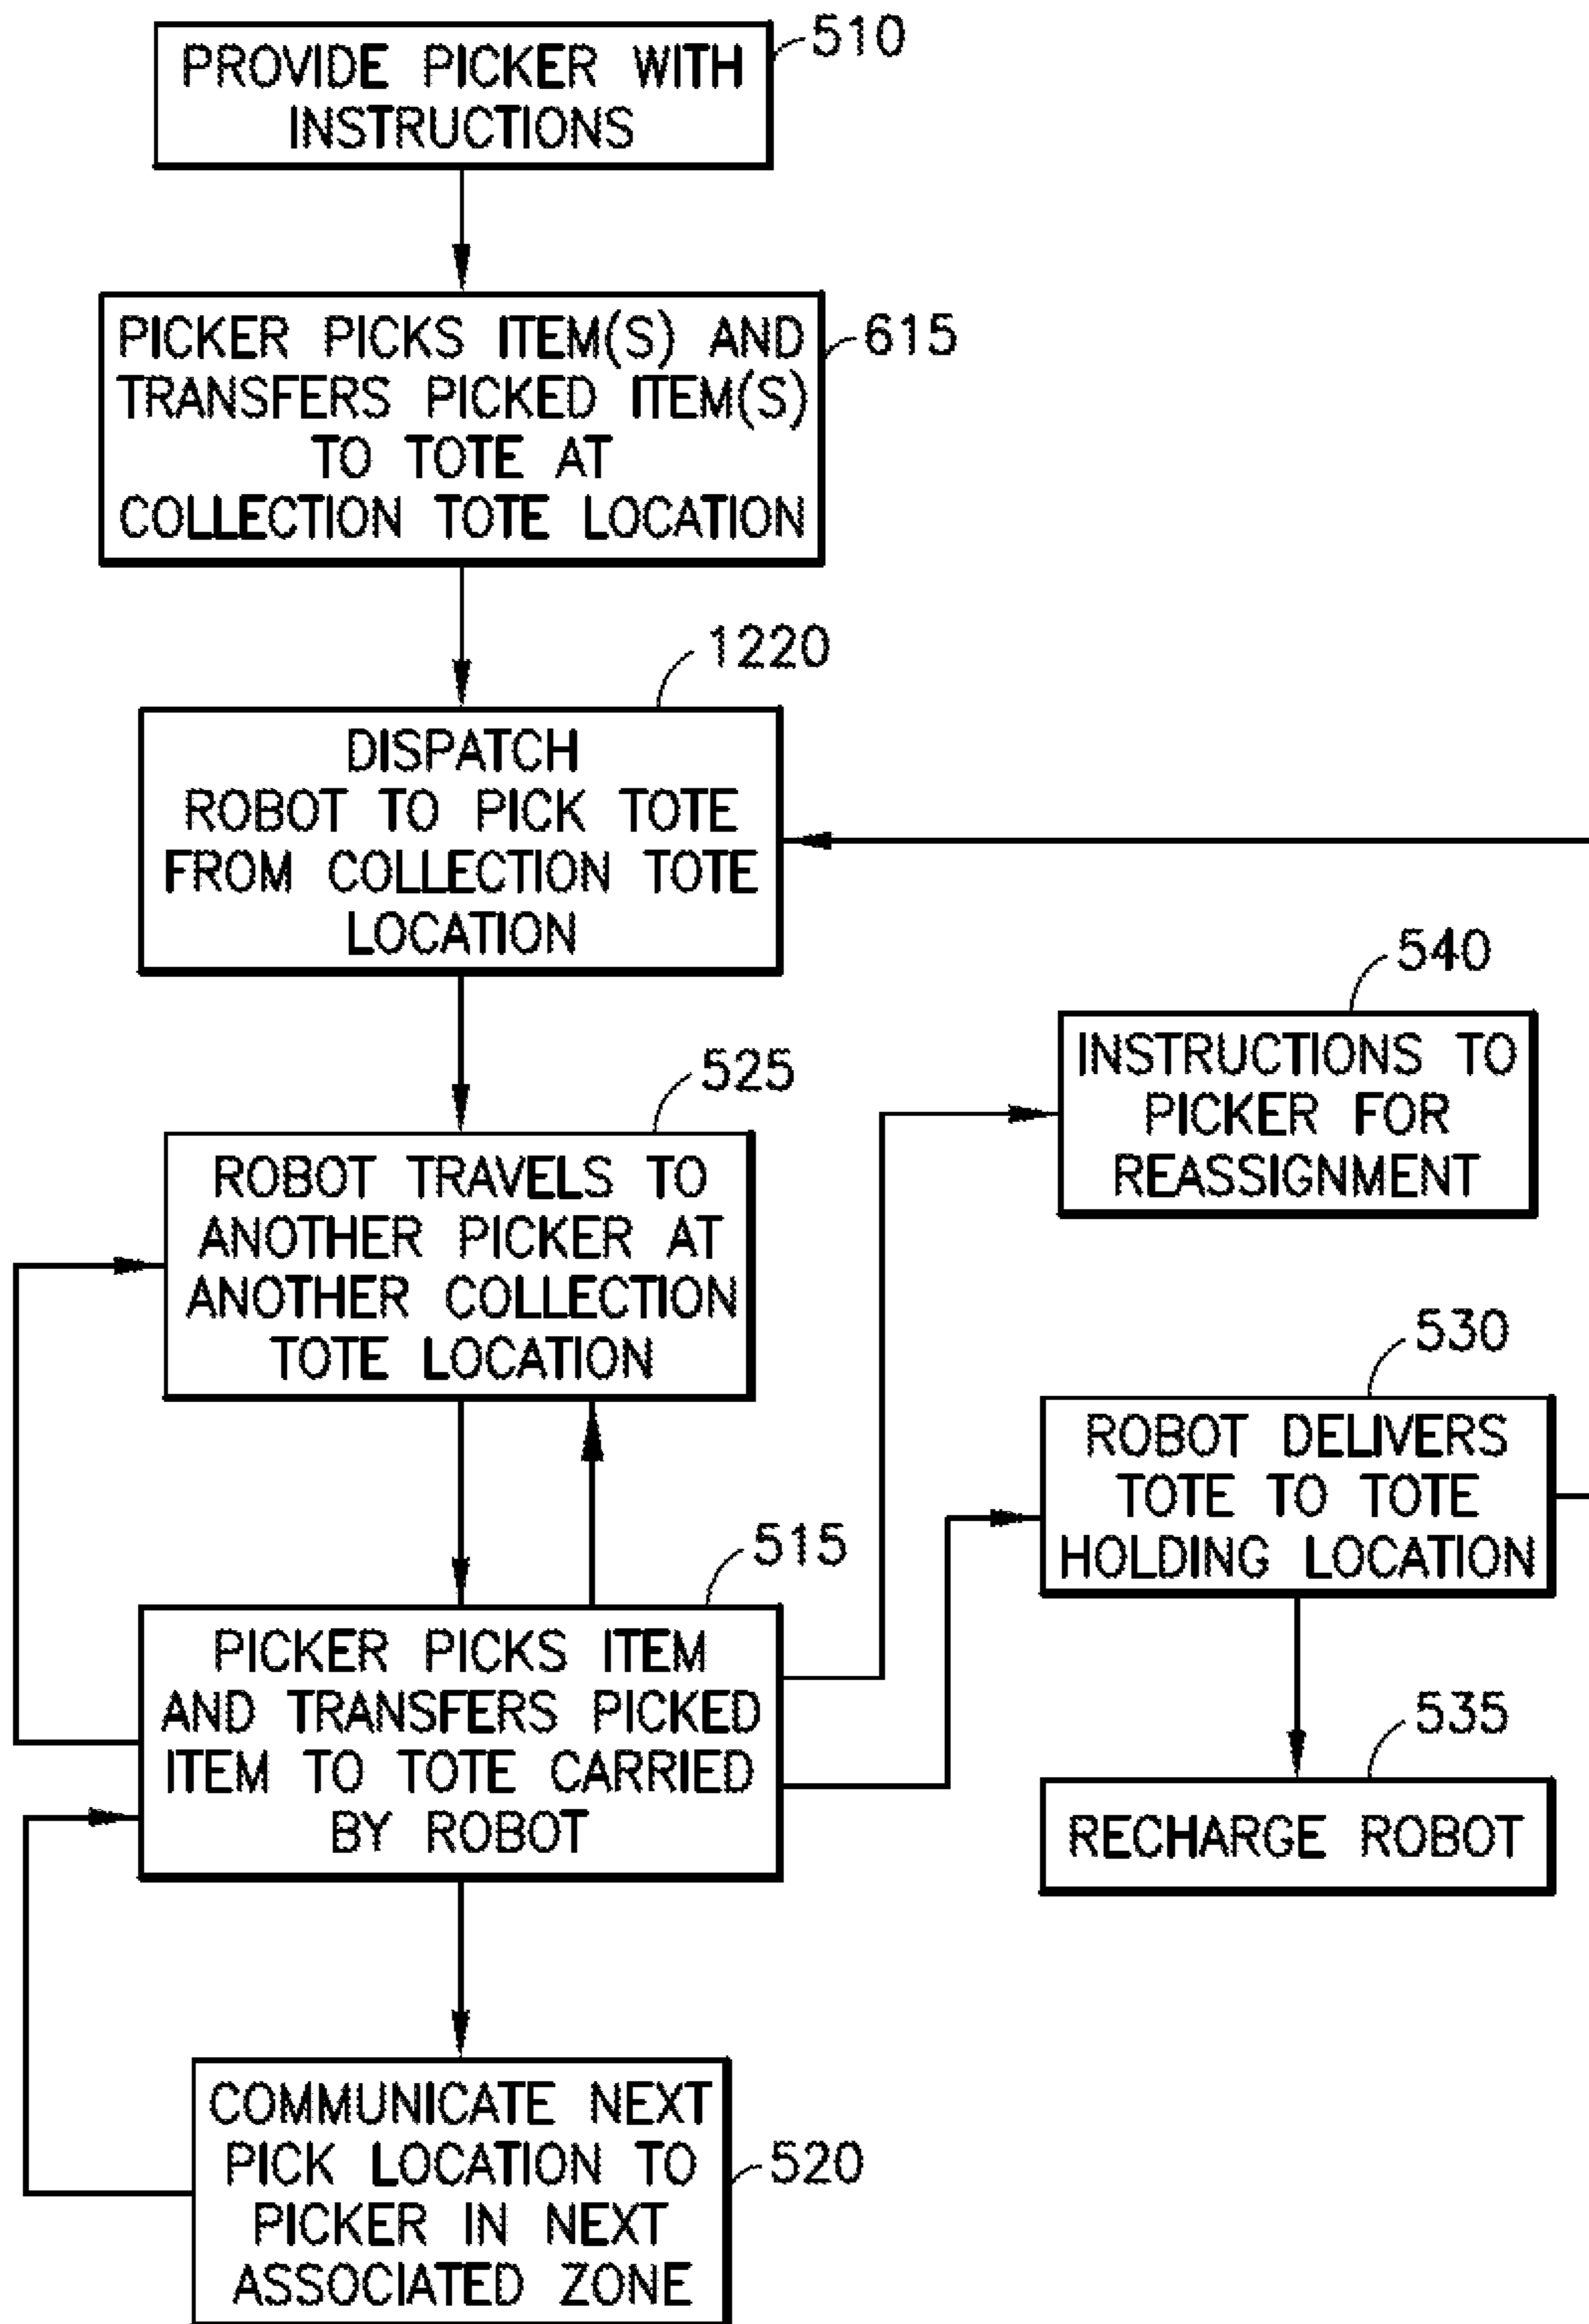 510
PROVIDE PICKER WITH
INSTRUCTIONS
615
PICKER PICKS ITEM(S) AND
TRANSFERS PICKED ITEM(S)
TO TOTE AT
COLLECTION TOTE LOCATION
1220
DISPATCH
ROBOT TO PICK TOTE
FROM COLLECTION TOTE
LOCATION
525
ROBOT TRAVELS TO
ANOTHER PICKER AT
ANOTHER COLLECTION
TOTE LOCATION
540
INSTRUCTIONS TO
PICKER FOR
REASSIGNMENT
515
PICKER PICKS ITEM
AND TRANSFERS PICKED
ITEM TO TOTE CARRIED
BY ROBOT
530
ROBOT DELIVERS
TOTE TO TOTE
HOLDING LOCATION
535
RECHARGE ROBOT
COMMUNICATE NEXT
PICK LOCATION TO
PICKER IN NEXT
ASSOCIATED ZONE
520